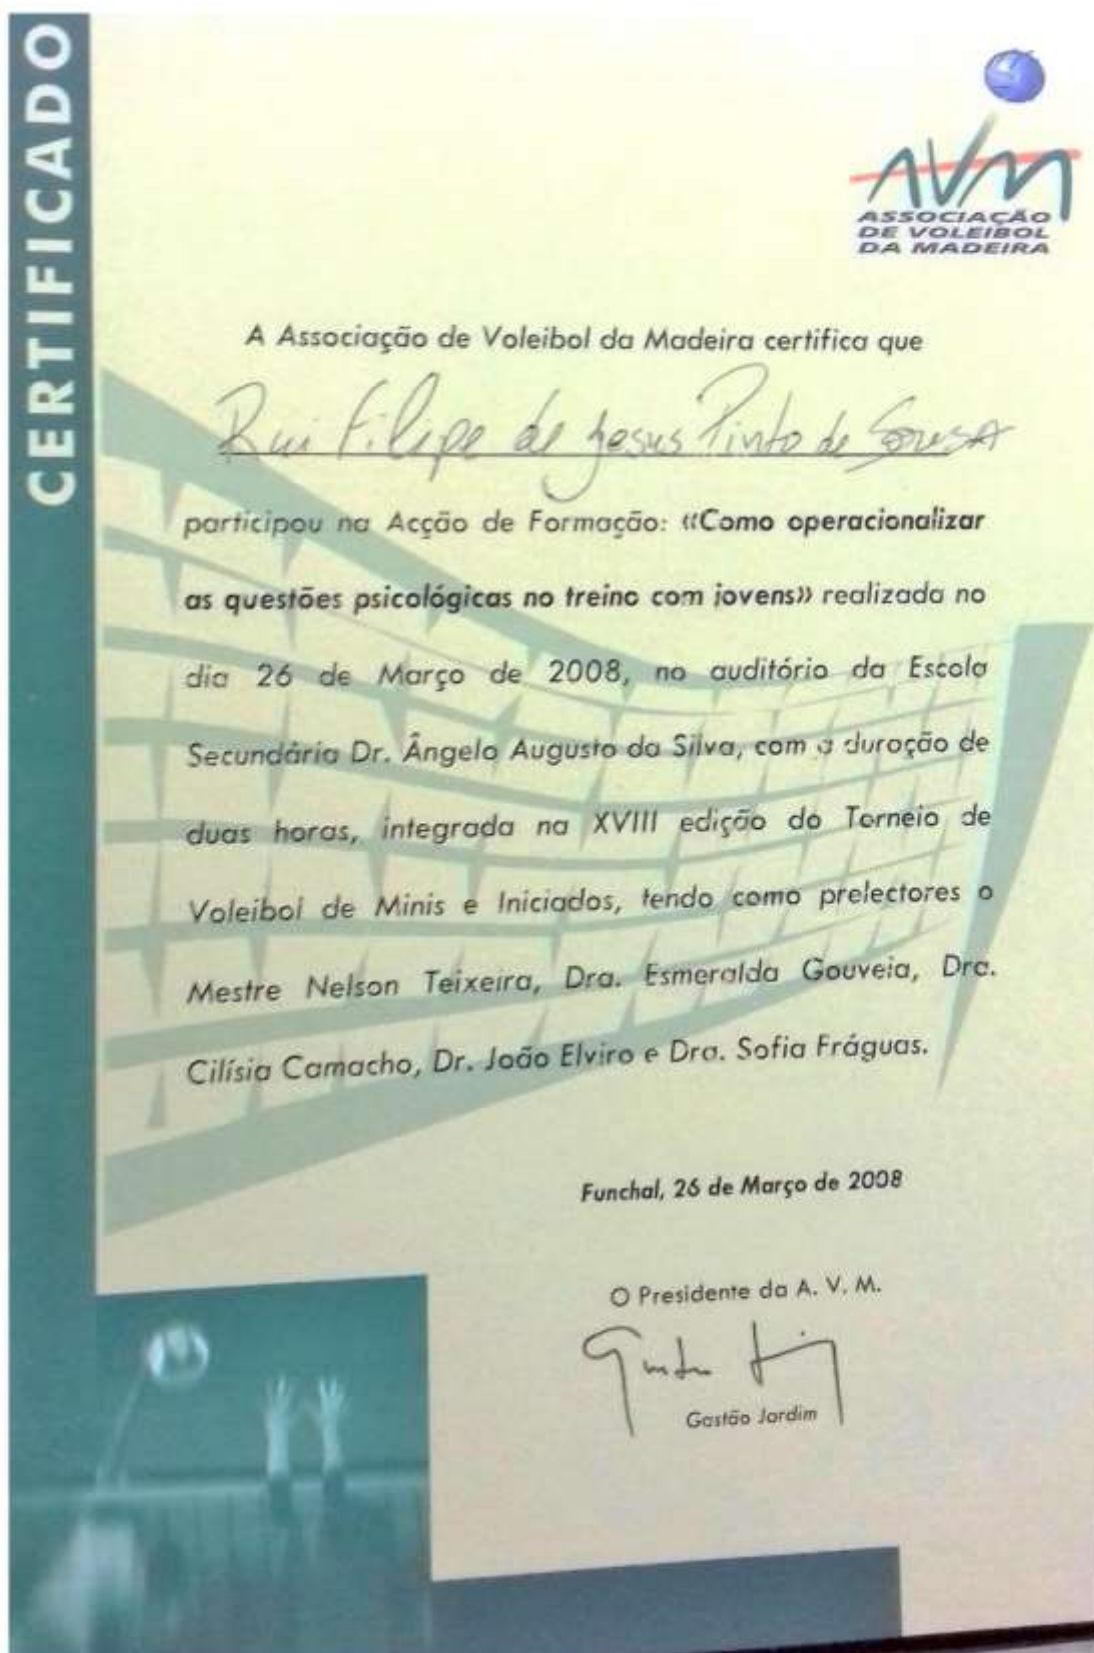 CERTIFICADO
AVM
ASSOCIAÇÃO
DE VOLEIBOL
DA MADEIRA
A Associação de Voleibol da Madeira certifica que
Rui Filipe de Jesus Pinto de Sousa
participou na Acção de Formação: «Como operacionalizar
as questões psicológicas no treino com jovens» realizada no
dia 26 de Março de 2008, no auditório da Escola
Secundária Dr. Ângelo Augusto da Silva, com a duração de
duas horas, integrada na XVIII edição do Torneio de
Voleibol de Minis e Iniciados, tendo como prelectores o
Mestre Nelson Teixeira, Dra. Esmeralda Gouveia, Dra.
Cilísia Camacho, Dr. João Elviro e Dra. Sofia Fráguas.
Funchal, 26 de Março de 2008
O Presidente da A. V. M.
Gastão Jardim